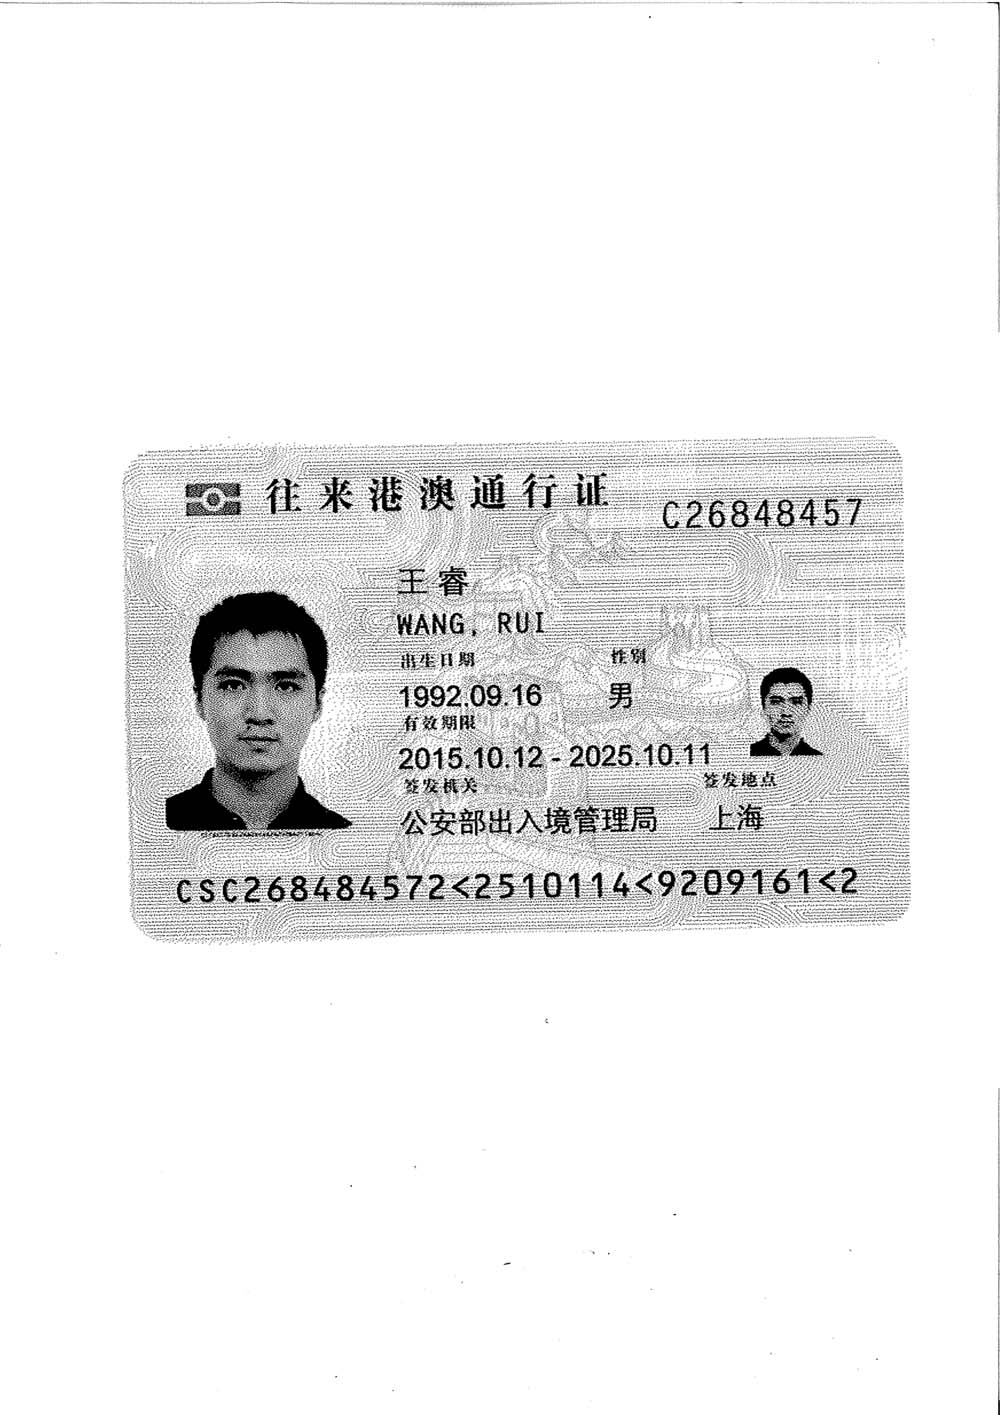 往来港澳通行证
C26848457
王睿
WANG, RUI
出生日期 性别
1992.09.16 男
有效期限
2015.10.12 - 2025.10.11
签发机关 签发地点
公安部出入境管理局 上海
CSC268484572<2510114<9209161<2